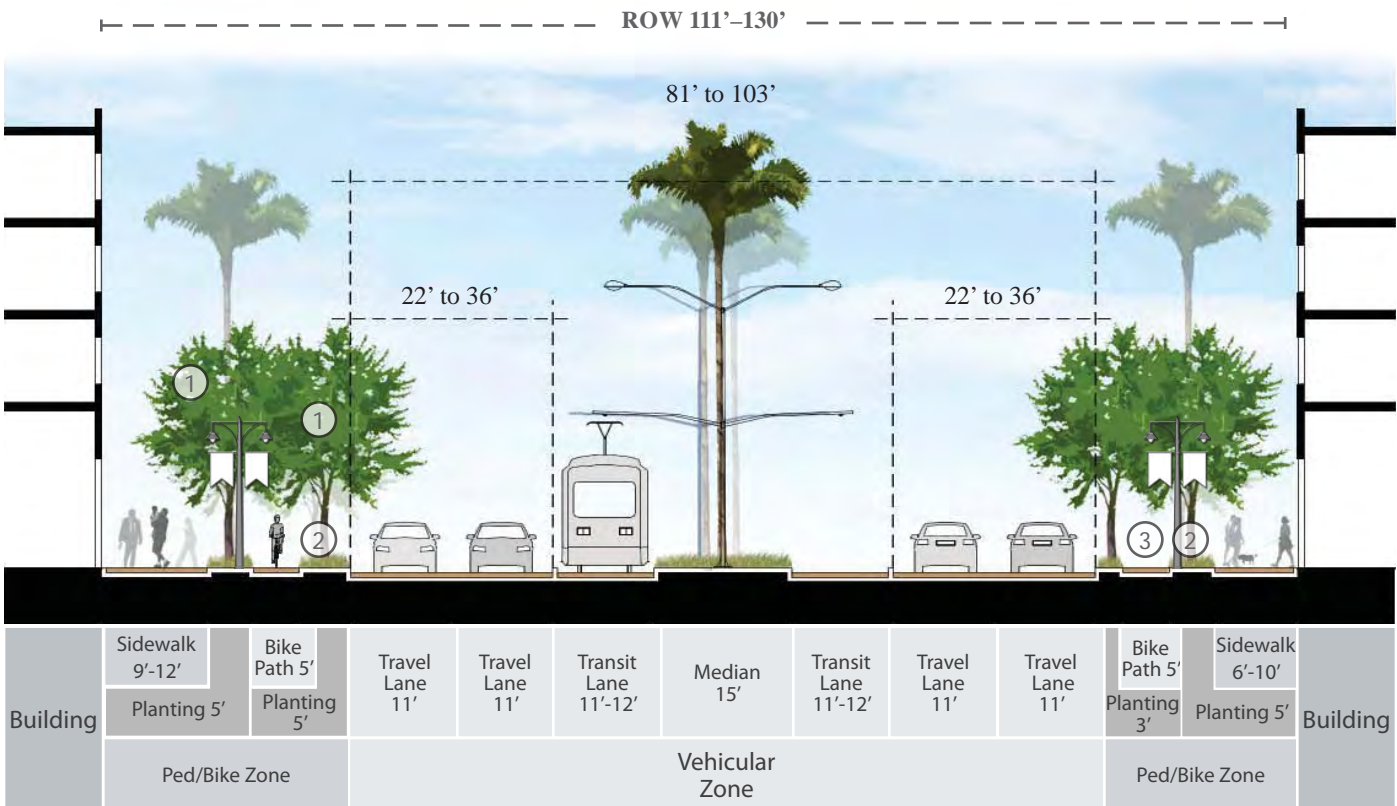 ROW 111’–130’
81’ to 103’
22’ to 36’
22’ to 36’
1
1
2
3
2
Building
Sidewalk
9'-12'
Planting 5'
Bike
Path 5'
Planting
5'
Travel
Lane
11'
Travel
Lane
11'
Transit
Lane
11'-12'
Median
15'
Transit
Lane
11'-12'
Travel
Lane
11'
Travel
Lane
11'
Bike
Path 5'
Planting
3'
Sidewalk
6'-10'
Planting 5'
Building
Ped/Bike Zone
Vehicular
Zone
Ped/Bike Zone